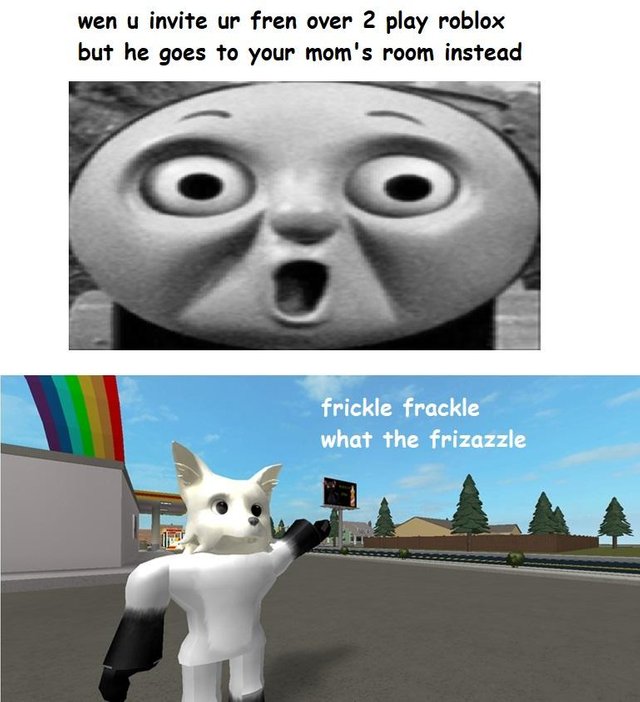 wen u invite ur fren over 2 play roblox
but he goes to your mom's room instead
frickle frackle
what the frizazzle